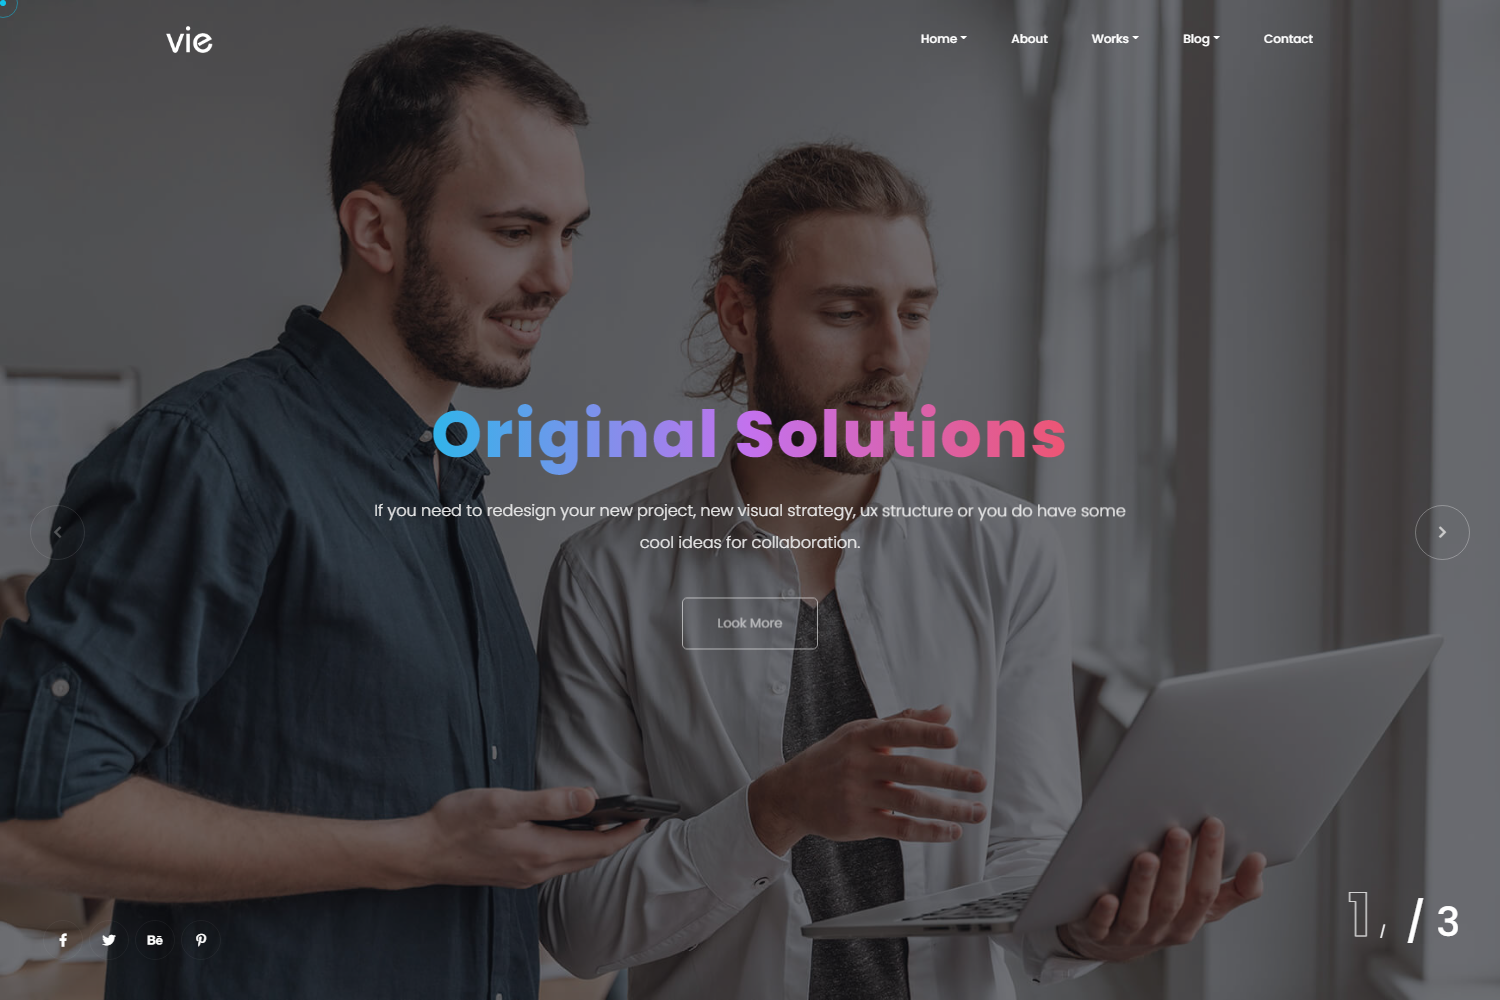 vie
Home
About
Works
Blog
Contact
Original Solutions
If you need to redesign your new project, new visual strategy, ux structure or you do have some
cool ideas for collaboration.
Look More
1 / / 3
Bē